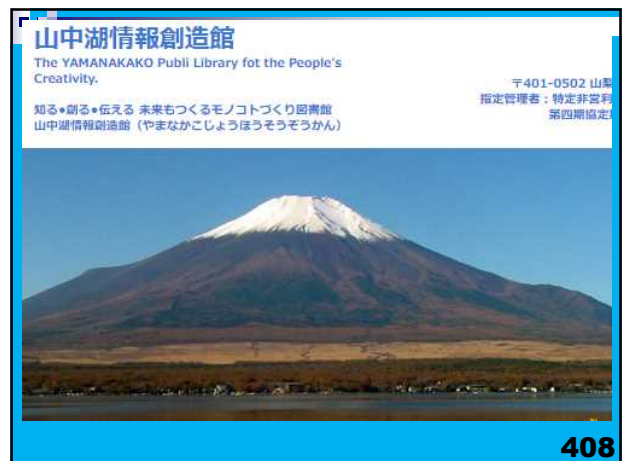 山中湖情報創造館
The YAMANAKAKO Publi Library fot the People's
Creativity.
〒401-0502 山梨
指定管理者：特定非営利
第四期協定
知る●創る●伝える 未来もつくるモノコトづくり図書館
山中湖情報創造館（やまなかこじょうほうそうぞうかん）
408